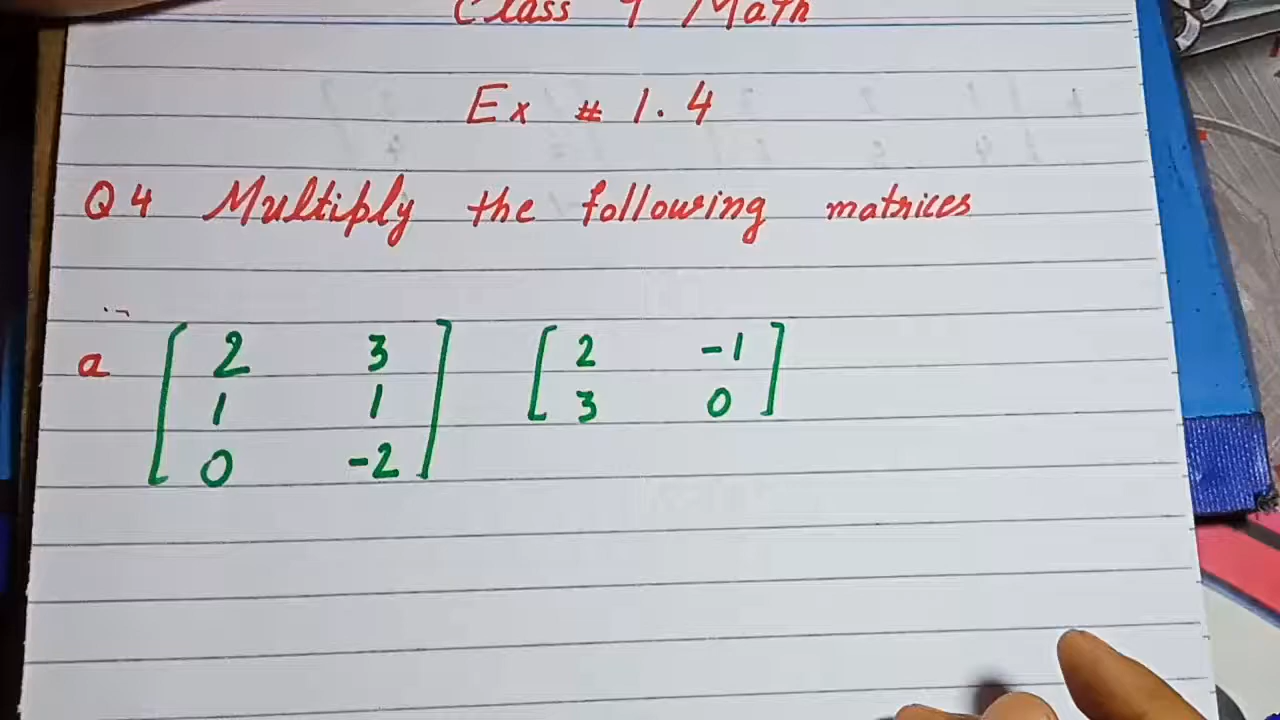 Class 9 Math
Ex # 1.4
Q4 Multiply the following matrices
a [ 2 3 ] [ 2 -1 ]
1 1 3 0
0 -2